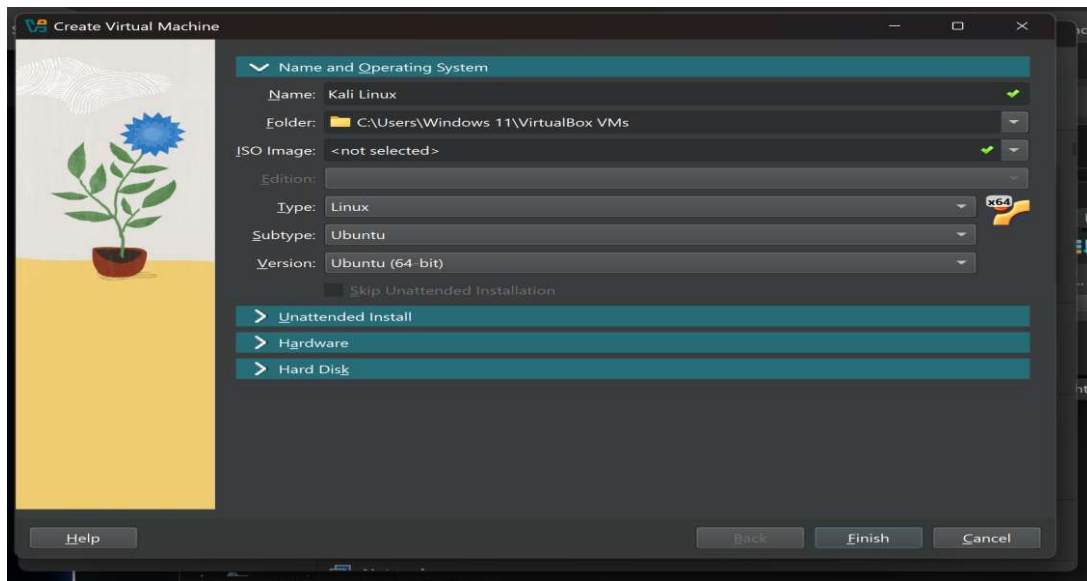 Create Virtual Machine
Name and Operating System
Name: Kali Linux
Folder: C:\Users\Windows 11\VirtualBox VMs
ISO Image: <not selected>
Edition:
Type: Linux
x64
Subtype: Ubuntu
Version: Ubuntu (64-bit)
Skip Unattended Installation
Unattended Install
Hardware
Hard Disk
Help
Back
Finish
Cancel